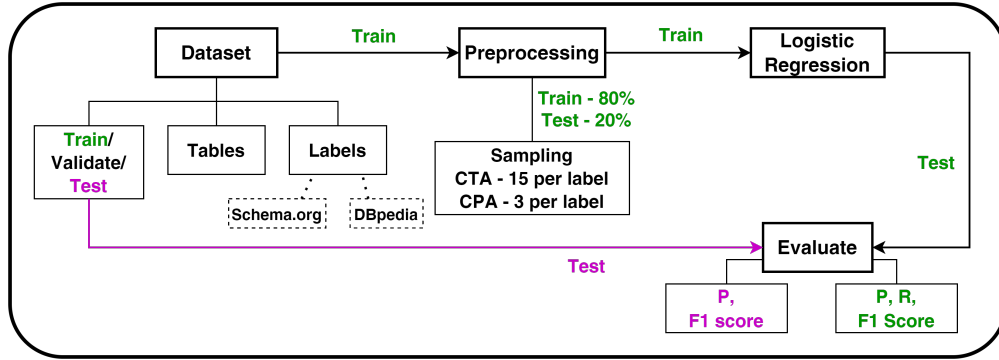 Dataset
Train
Preprocessing
Train
Logistic
Regression
Train/
Validate/
Test
Tables
Labels
Schema.org
DBpedia
Train - 80%
Test - 20%
Sampling
CTA - 15 per label
CPA - 3 per label
Test
Test
Evaluate
P,
F1 score
P, R,
F1 Score